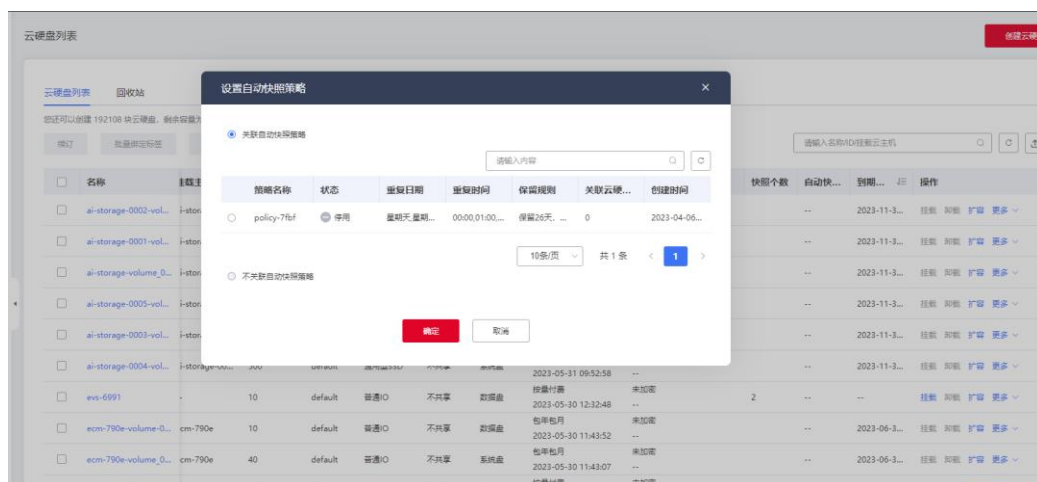 云硬盘列表
创建云硬
设置自动快照策略
云硬盘列表 回收站
您还可以创建 192108 块云硬盘，剩余容量为
关联自动快照策略
续订 批量绑定标签
请输入内容
请输入名称/ID/挂载云主机
名称 挂载主
策略名称 状态 重复日期 重复时间 保留规则 关联云硬... 创建时间
快照个数 自动快... 到期... 操作
policy-7fbf 停用 星期天,星期... 00:00,01:00,... 保留26天, ... 0 2023-04-06...
ai-storage-0002-vol... i-stor -- 2023-11-3... 挂载 卸载 扩容 更多
ai-storage-0001-vol... i-stor -- 2023-11-3... 挂载 卸载 扩容 更多
10条/页 共 1 条 < 1 >
ai-storage-volume_0... i-stor -- 2023-11-3... 挂载 卸载 扩容 更多
不关联自动快照策略
ai-storage-0005-vol... i-stor -- 2023-11-3... 挂载 卸载 扩容 更多
确定 取消
ai-storage-0003-vol... i-stor -- 2023-11-3... 挂载 卸载 扩容 更多
ai-storage-0004-vol... i-storage-00... 300 default 通用型SSD 不共享 系统盘 2023-05-31 09:52:58 -- -- 2023-11-3... 挂载 卸载 扩容 更多
evs-6991 - 10 default 普通IO 不共享 数据盘 按量付费 未加密 2 -- -- 挂载 卸载 扩容 更多
2023-05-30 12:32:48 --
ecm-790e-volume-0... cm-790e 10 default 普通IO 不共享 数据盘 包年包月 未加密 -- 2023-06-3... 挂载 卸载 扩容 更多
2023-05-30 11:43:52 --
ecm-790e-volume_0... cm-790e 40 default 普通IO 不共享 系统盘 包年包月 未加密 -- 2023-06-3... 挂载 卸载 扩容 更多
2023-05-30 11:43:07 --